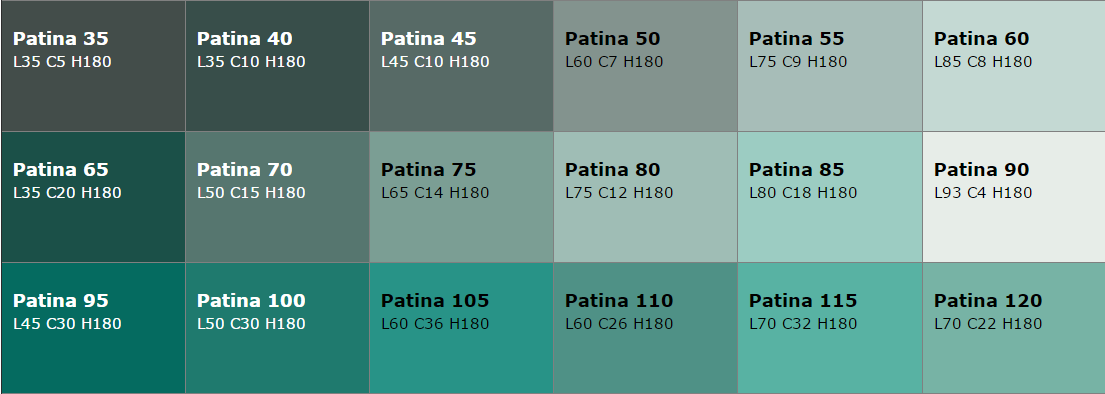 Patina 35
L35 C5 H180
Patina 40
L35 C10 H180
Patina 45
L45 C10 H180
Patina 50
L60 C7 H180
Patina 55
L75 C9 H180
Patina 60
L85 C8 H180
Patina 65
L35 C20 H180
Patina 70
L50 C15 H180
Patina 75
L65 C14 H180
Patina 80
L75 C12 H180
Patina 85
L80 C18 H180
Patina 90
L93 C4 H180
Patina 95
L45 C30 H180
Patina 100
L50 C30 H180
Patina 105
L60 C36 H180
Patina 110
L60 C26 H180
Patina 115
L70 C32 H180
Patina 120
L70 C22 H180